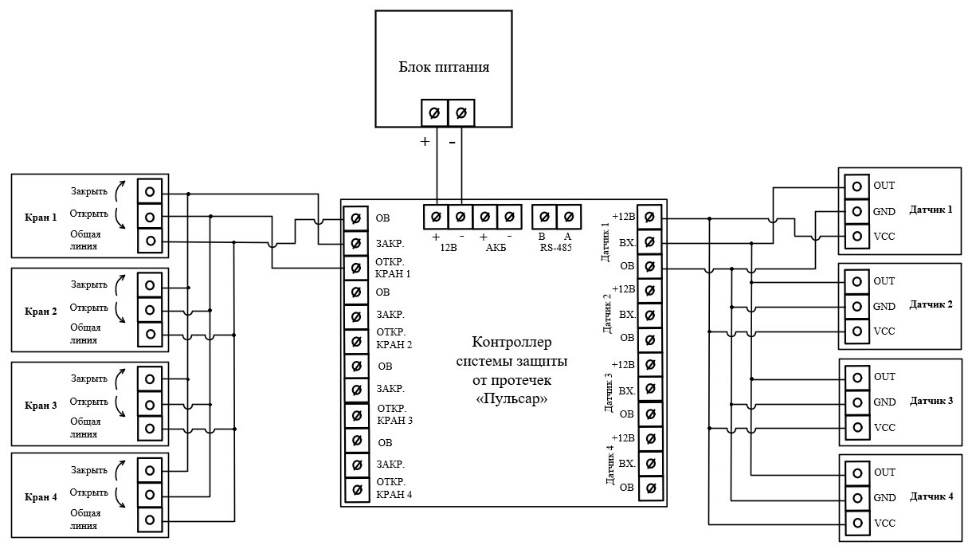 Блок питания
+ -
Кран 1
Закрыть
Открыть
Общая
линия
Кран 2
Закрыть
Открыть
Общая
линия
Кран 3
Закрыть
Открыть
Общая
линия
Кран 4
Закрыть
Открыть
Общая
линия
ОВ
ЗАКР.
ОТКР.
КРАН 1
ОВ
ЗАКР.
ОТКР.
КРАН 2
ОВ
ЗАКР.
ОТКР.
КРАН 3
ОВ
ЗАКР.
ОТКР.
КРАН 4
+ - + - B A
12В АКБ RS-485
Контроллер
системы защиты
от протечек
«Пульсар»
Датчик 1
+12В
ВХ.
ОВ
Датчик 2
+12В
ВХ.
ОВ
Датчик 3
+12В
ВХ.
ОВ
Датчик 4
+12В
ВХ.
ОВ
OUT
GND
VCC
Датчик 1
OUT
GND
VCC
Датчик 2
OUT
GND
VCC
Датчик 3
OUT
GND
VCC
Датчик 4